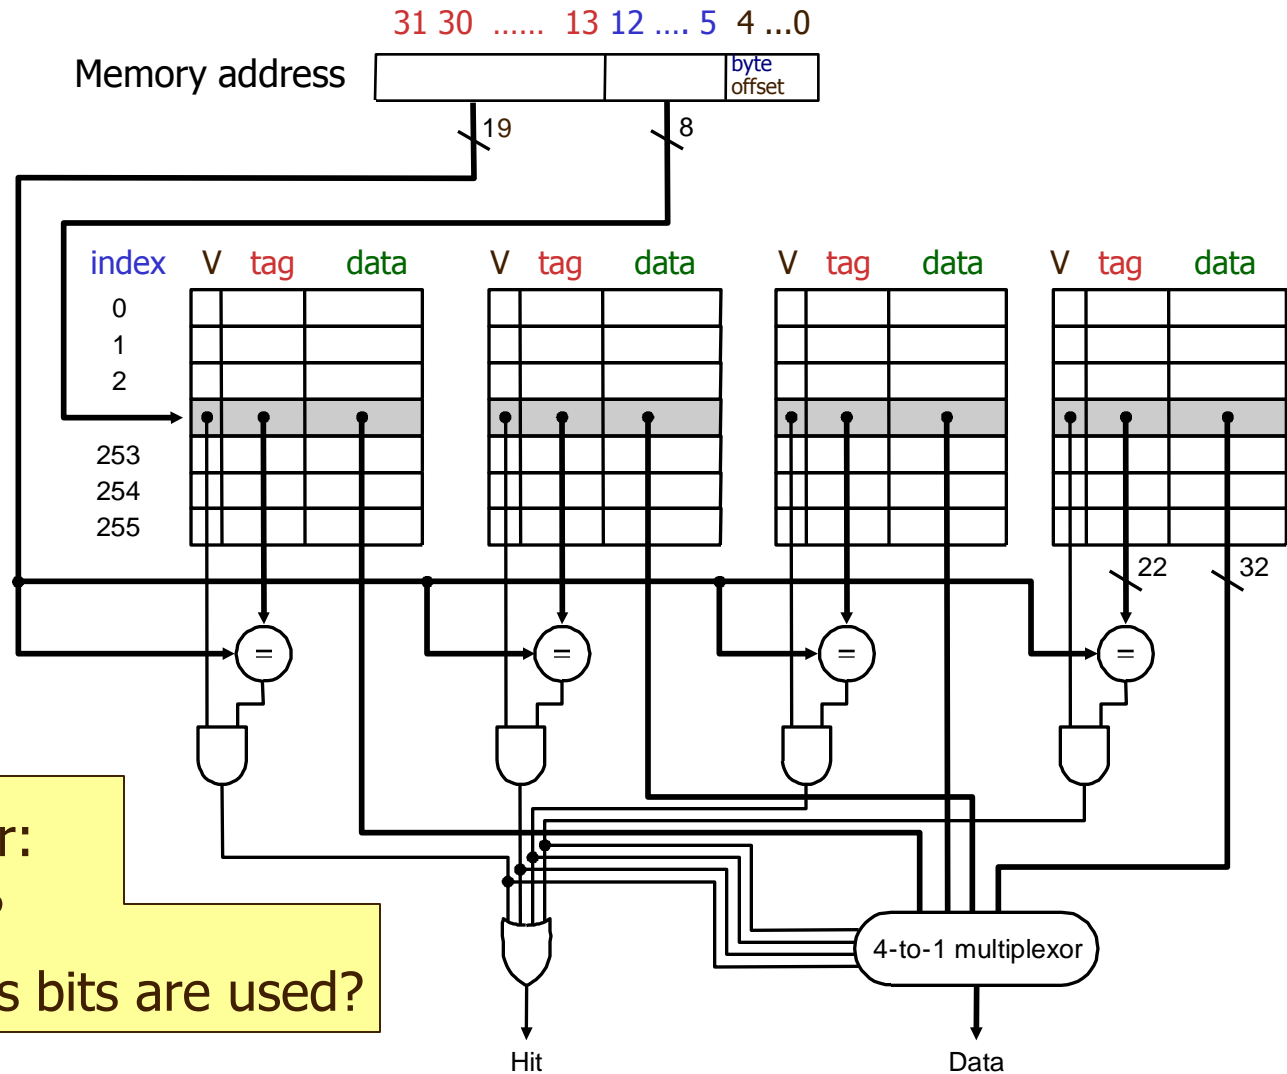 31 30 ...... 13 12 .... 5 4 ...0
Memory address
byte
offset
19
8
index V tag data V tag data V tag data V tag data
0
1
2
253
254
255
22
32
= = = =
r:
?
s bits are used?
4-to-1 multiplexor
Hit
Data